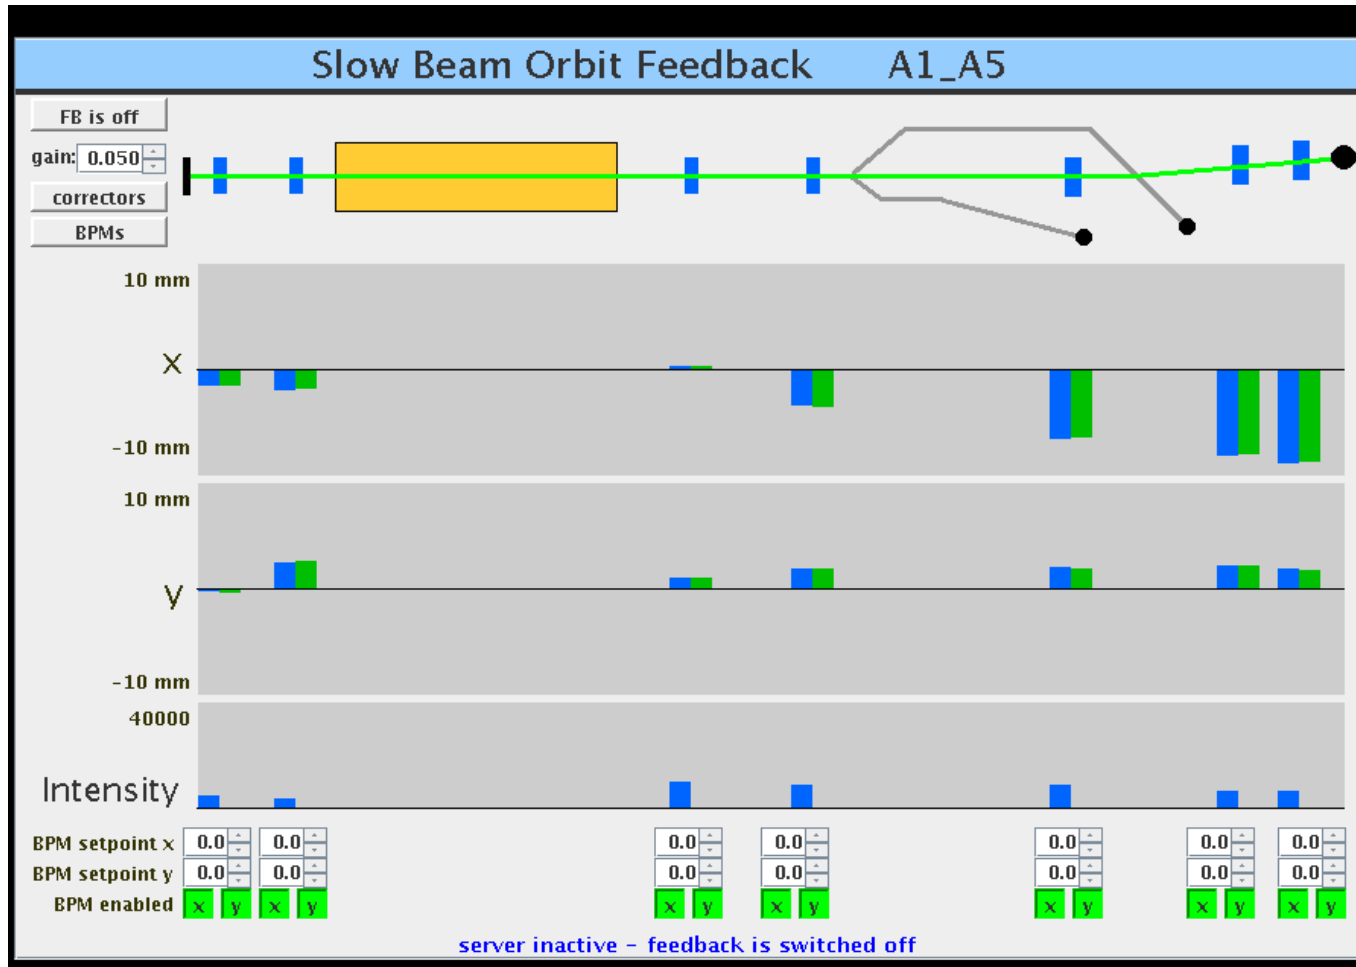 Slow Beam Orbit Feedback A1_A5
FB is off
gain: 0.050
correctors
BPMs
10 mm
x
-10 mm
10 mm
y
-10 mm
40000
Intensity
BPM setpoint x 0.0 0.0 0.0 0.0 0.0 0.0 0.0
BPM setpoint y 0.0 0.0 0.0 0.0 0.0 0.0 0.0
BPM enabled x y x y x y x y x y x y x y
server inactive - feedback is switched off